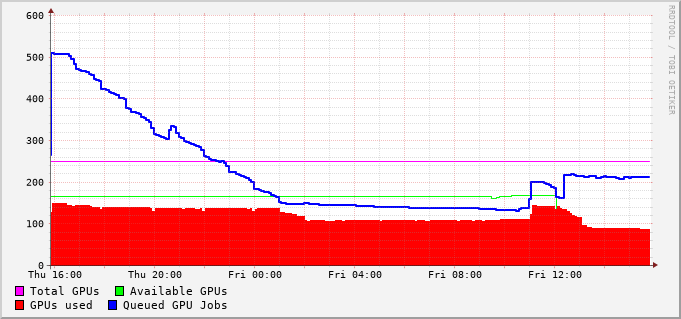 RRDTOOL / TOBI OETIKER
600
500
400
300
200
100
0
Thu 16:00 Thu 20:00 Fri 00:00 Fri 04:00 Fri 08:00 Fri 12:00
Total GPUs Available GPUs
GPUs used Queued GPU Jobs